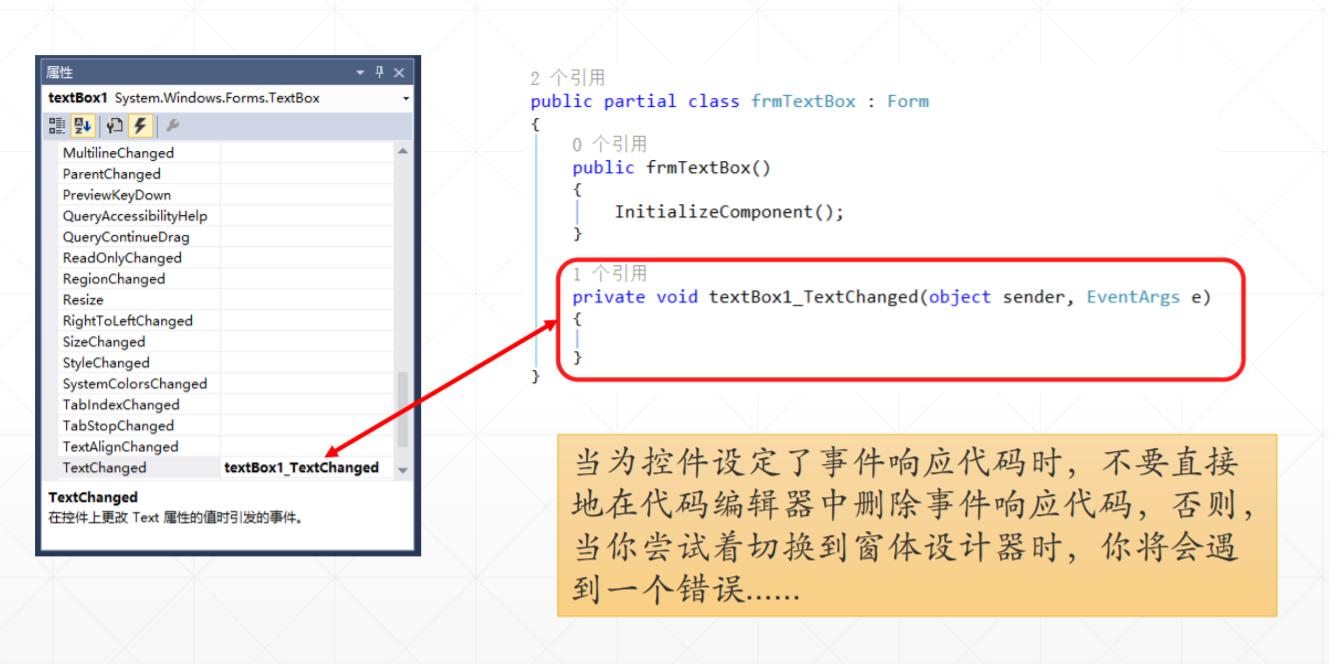 属性
textBox1 System.Windows.Forms.TextBox
MultilineChanged
ParentChanged
PreviewKeyDown
QueryAccessibilityHelp
QueryContinueDrag
ReadOnlyChanged
RegionChanged
Resize
RightToLeftChanged
SizeChanged
StyleChanged
SystemColorsChanged
TabIndexChanged
TabStopChanged
TextAlignChanged
TextChanged textBox1_TextChanged
TextChanged
在控件上更改 Text 属性的值时引发的事件。
2 个引用
public partial class frmTextBox : Form
{
0 个引用
public frmTextBox()
{
InitializeComponent();
}
1 个引用
private void textBox1_TextChanged(object sender, EventArgs e)
{
}
}
当为控件设定了事件响应代码时，不要直接
地在代码编辑器中删除事件响应代码，否则，
当你尝试着切换到窗体设计器时，你将会遇
到一个错误……